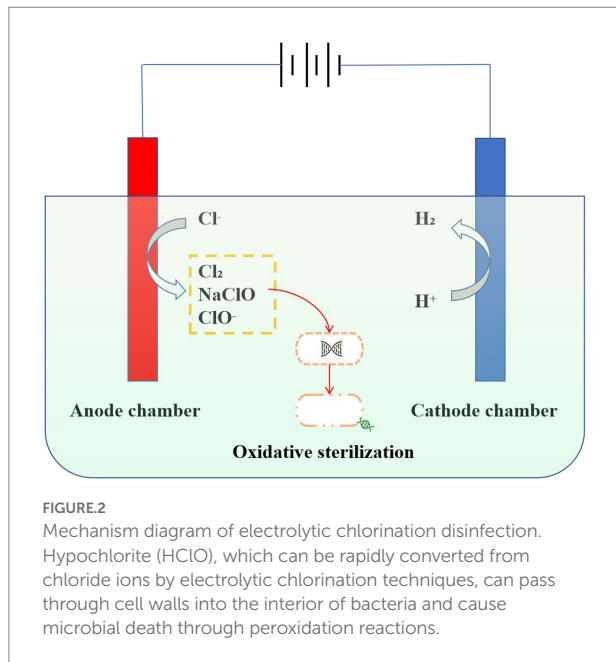 Cl⁻
H₂
Cl₂
NaClO
ClO⁻
H⁺
Anode chamber
Cathode chamber
Oxidative sterilization
FIGURE.2
Mechanism diagram of electrolytic chlorination disinfection.
Hypochlorite (HClO), which can be rapidly converted from
chloride ions by electrolytic chlorination techniques, can pass
through cell walls into the interior of bacteria and cause
microbial death through peroxidation reactions.